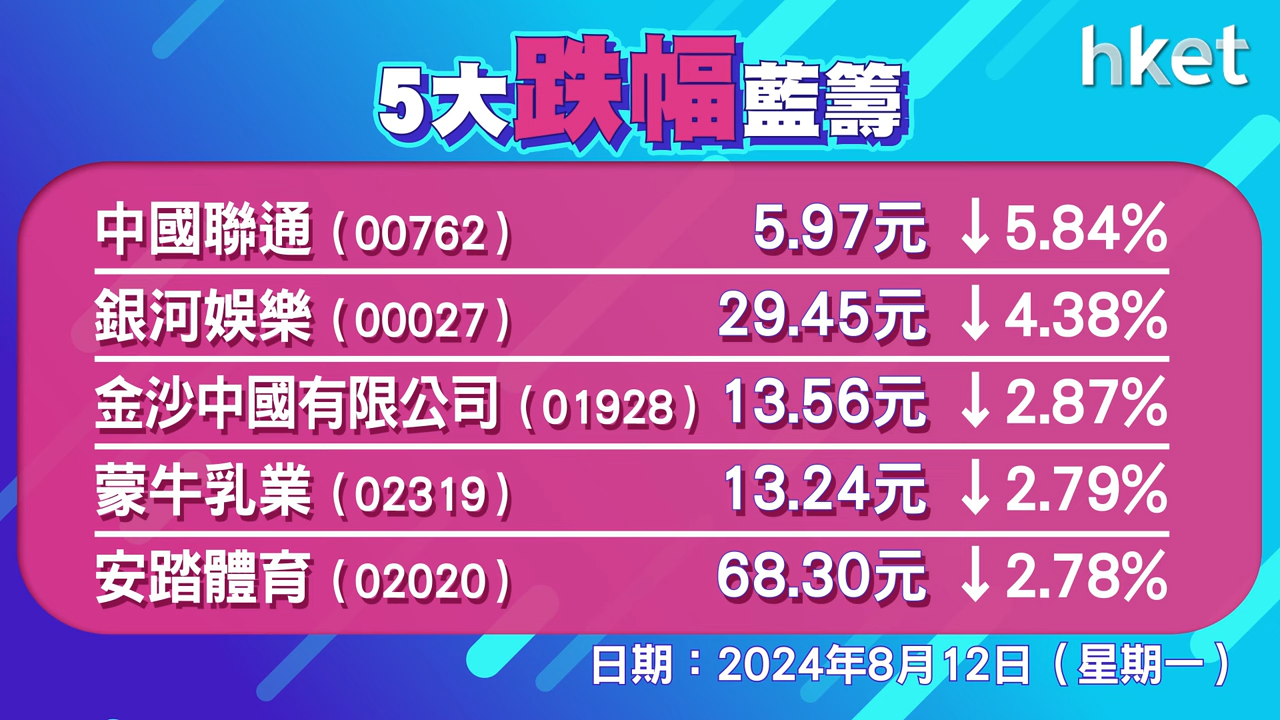 hket
5大跌幅藍籌
中國聯通(00762) 5.97元 ↓5.84%
銀河娛樂(00027) 29.45元 ↓4.38%
金沙中國有限公司(01928) 13.56元 ↓2.87%
蒙牛乳業(02319) 13.24元 ↓2.79%
安踏體育(02020) 68.30元 ↓2.78%
日期：2024年8月12日(星期一)